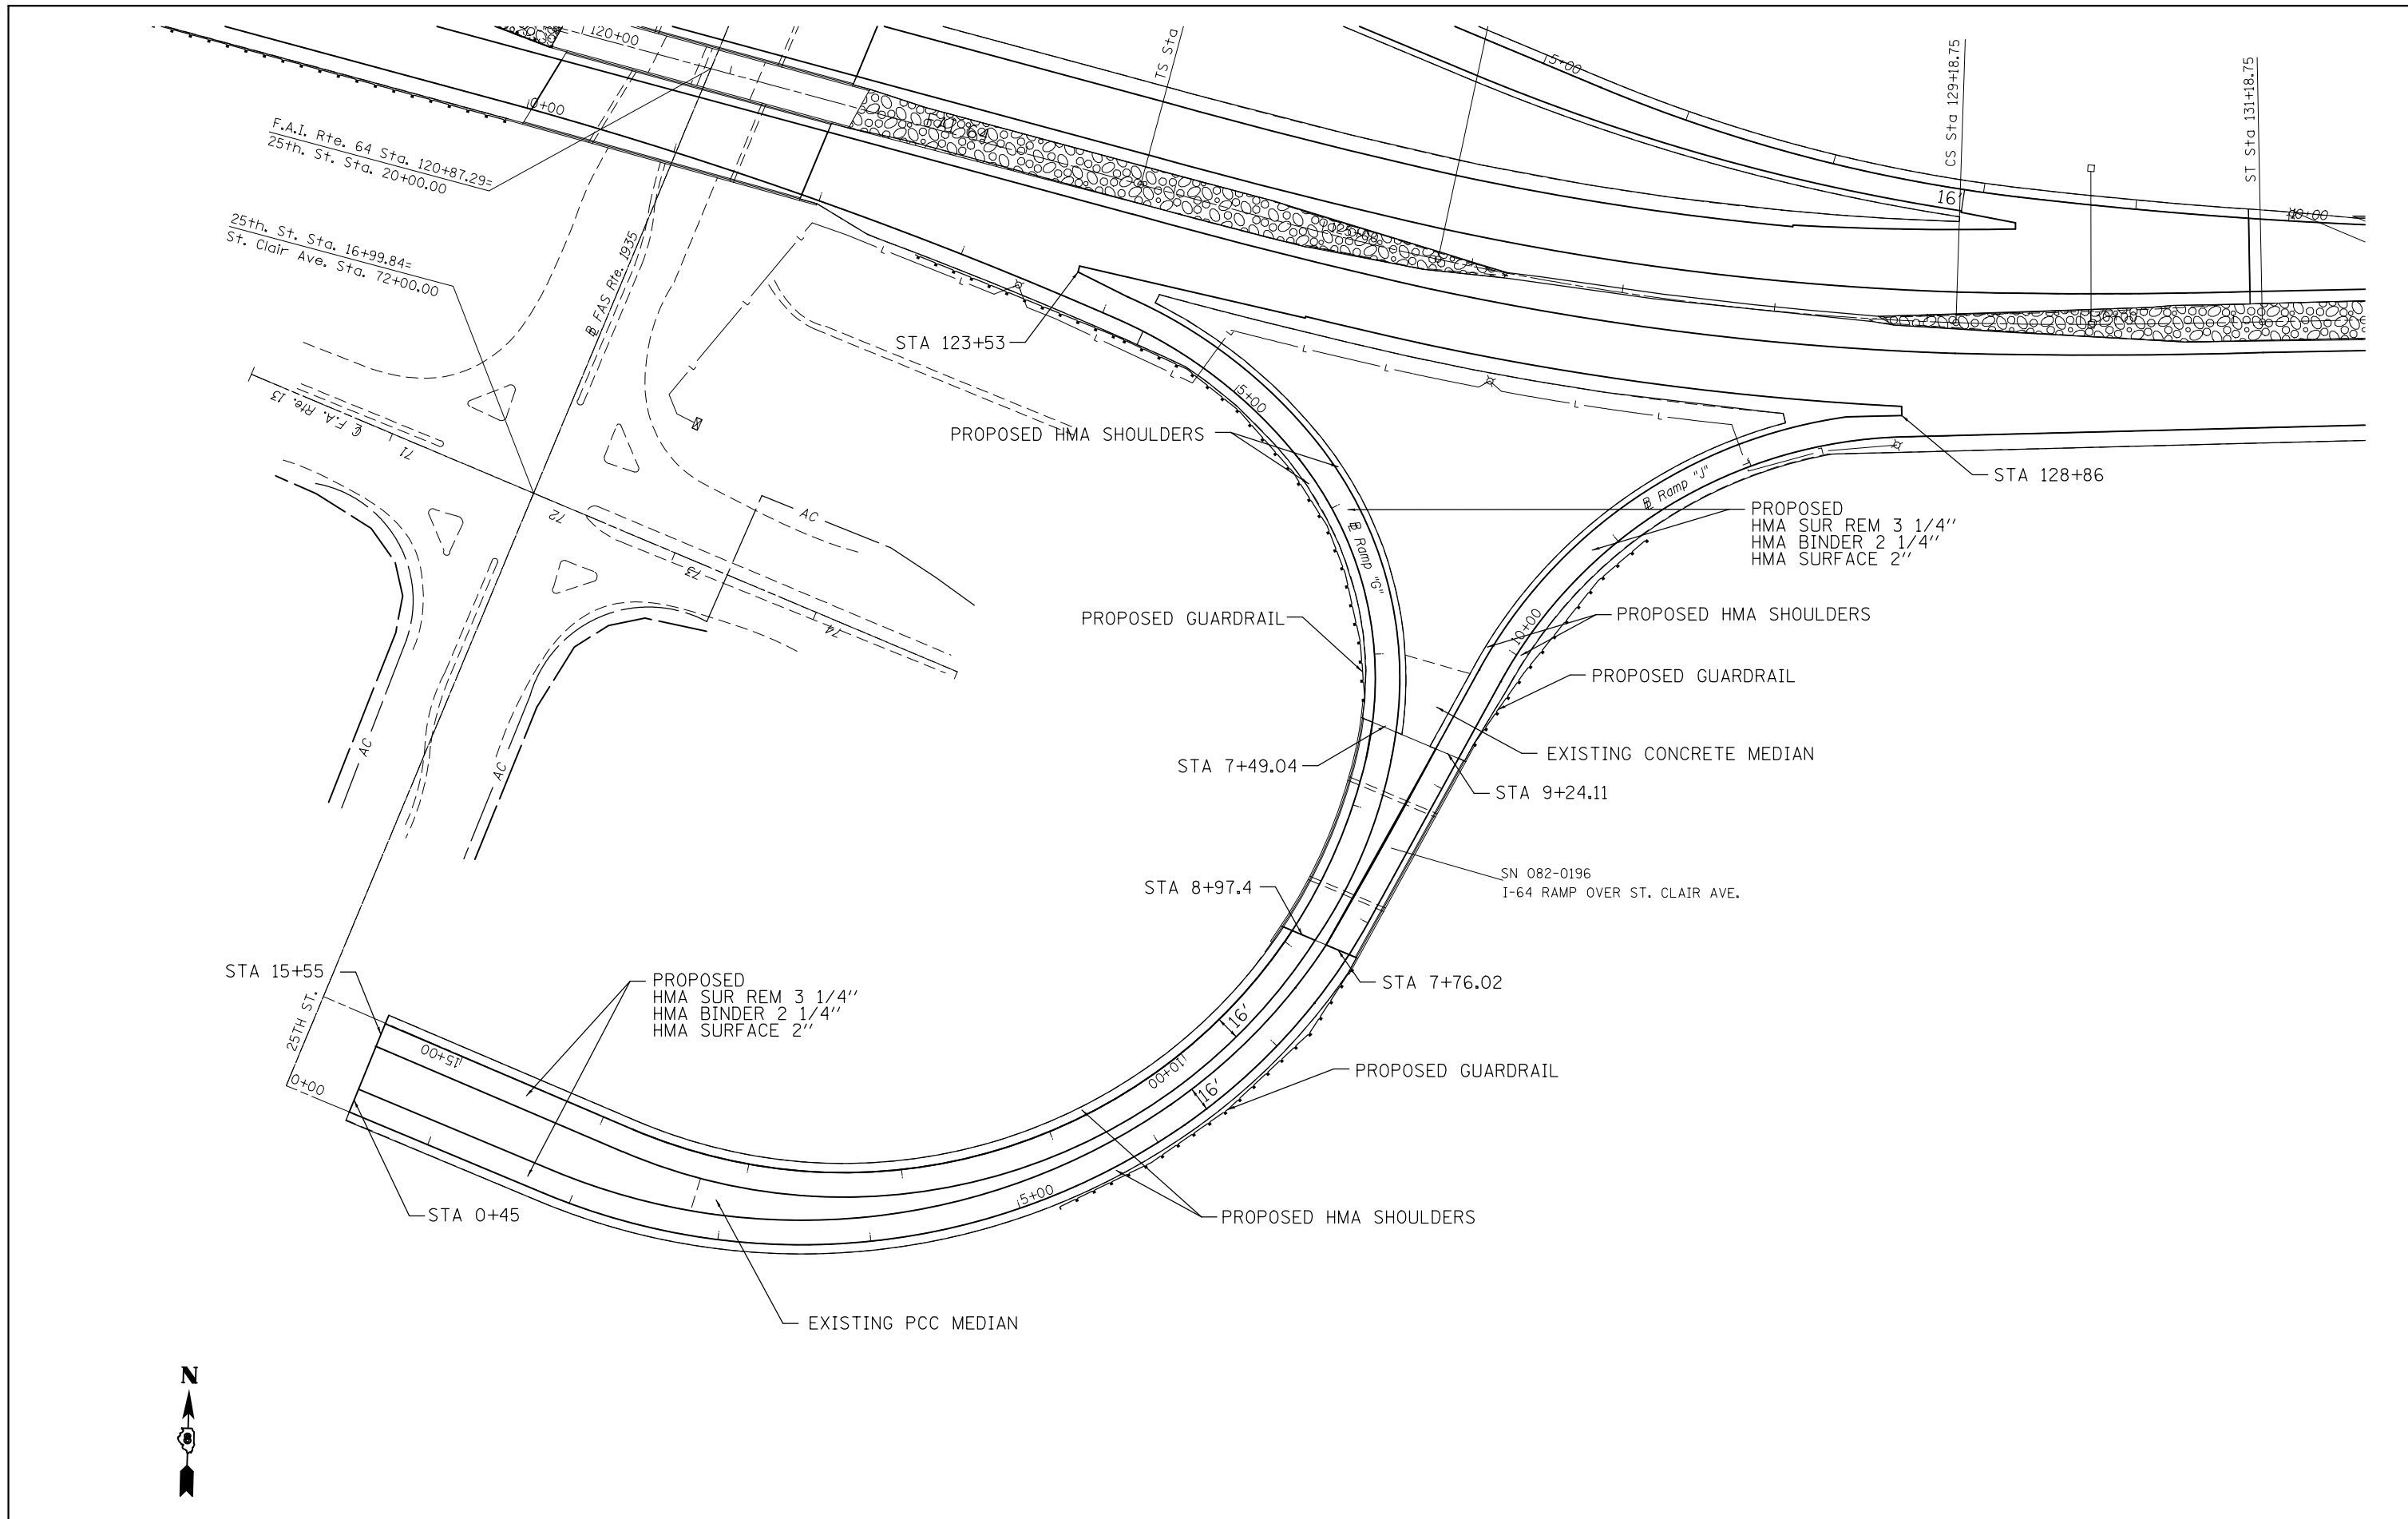 120+00
TS Sta
5+00
CS Sta 129+18.75
ST Sta 131+18.75
0+00
F.A.I. Rte. 64 Sta. 120+87.29=
25th. St. Sta. 20+00.00
16'
10+00
25th. St. Sta. 16+99.84=
St. Clair Ave. Sta. 72+00.00
℄ FAS Rte. 1935
125+00
STA 123+53
L
L
L
L
L
L
L
L
L
L
℄ F.A. Rte. 13
71
5+00
PROPOSED HMA SHOULDERS
STA 128+86
℄ Ramp "J"
PROPOSED
HMA SUR REM 3 1/4''
HMA BINDER 2 1/4''
HMA SURFACE 2''
72
AC
℄ Ramp "G"
73
74
PROPOSED GUARDRAIL
10+00
PROPOSED HMA SHOULDERS
PROPOSED GUARDRAIL
AC
AC
EXISTING CONCRETE MEDIAN
STA 7+49.04
STA 9+24.11
SN 082-0196
I-64 RAMP OVER ST. CLAIR AVE.
STA 8+97.4
STA 15+55
STA 7+76.02
PROPOSED
HMA SUR REM 3 1/4''
HMA BINDER 2 1/4''
HMA SURFACE 2''
25TH ST.
15+00
0+00
16'
10+00
16'
PROPOSED GUARDRAIL
5+00
STA 0+45
PROPOSED HMA SHOULDERS
EXISTING PCC MEDIAN
N
8